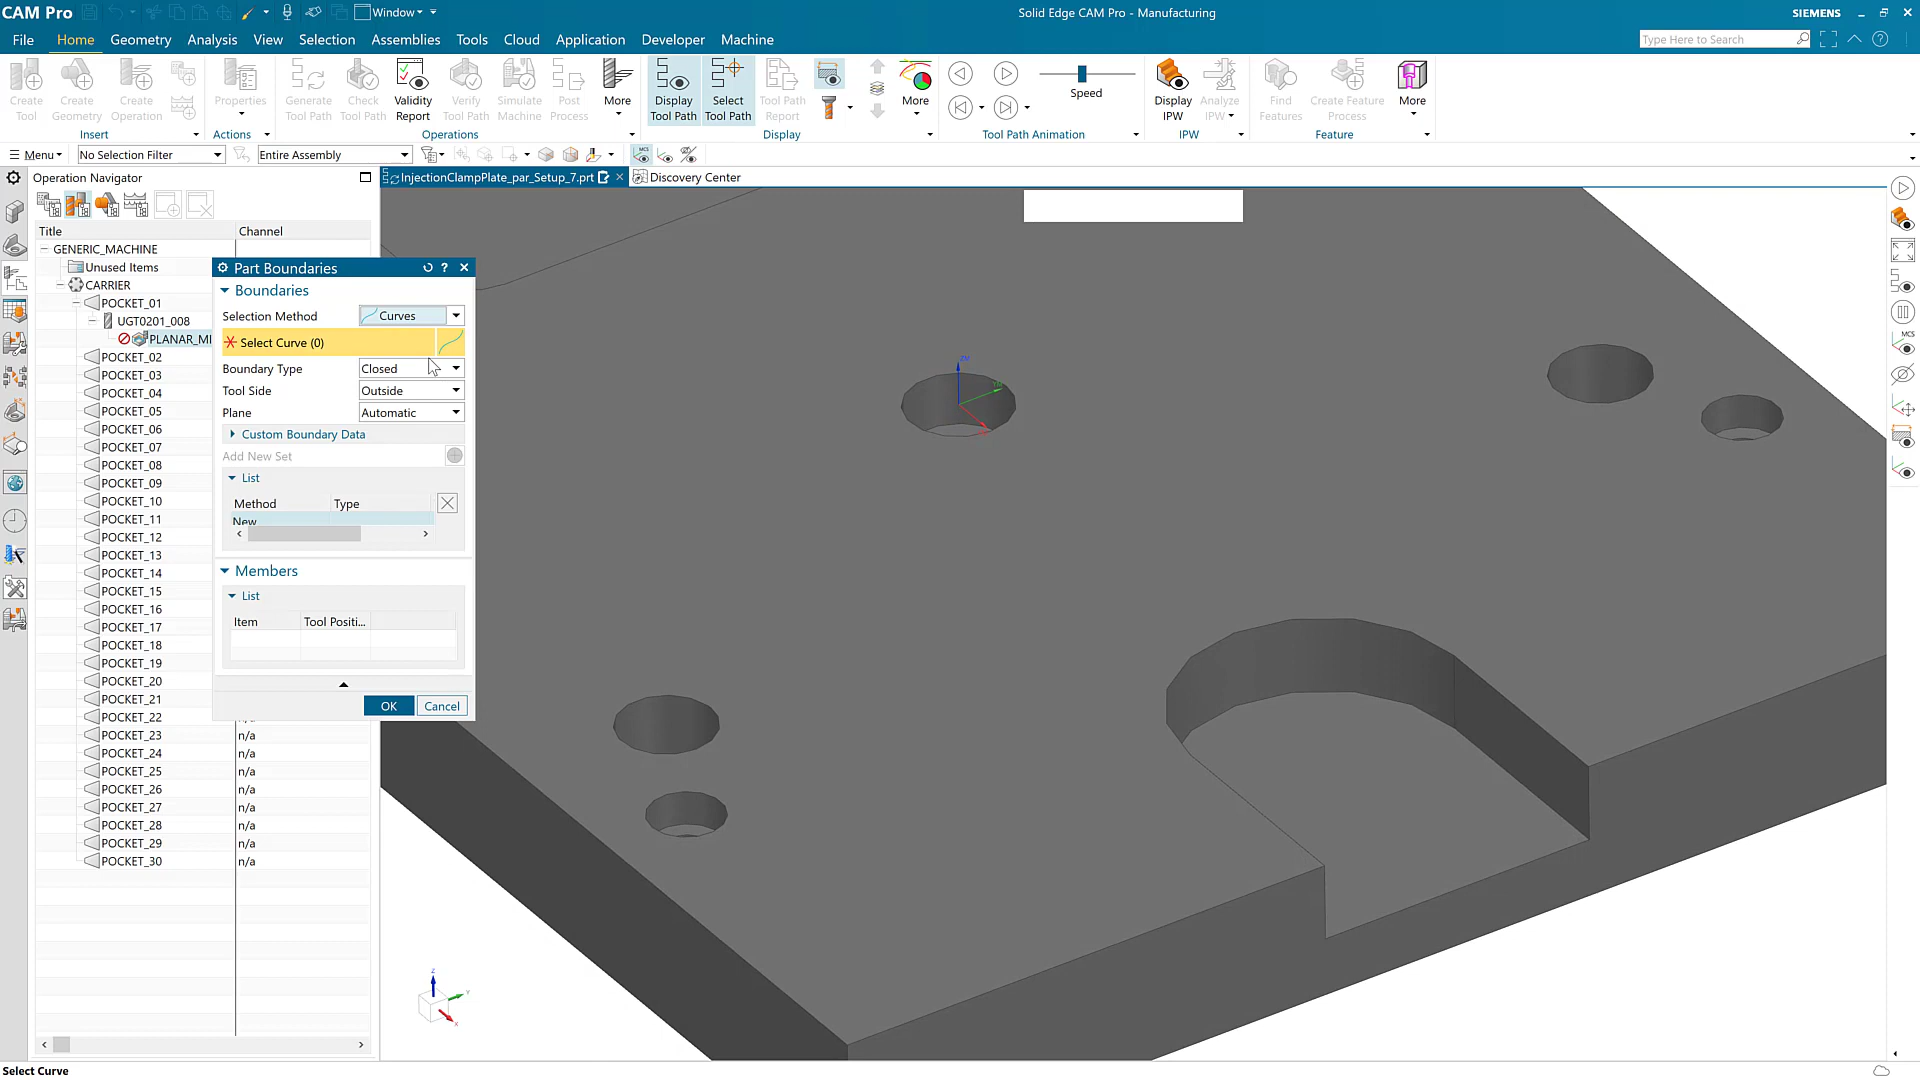 CAM Pro
Window
Solid Edge CAM Pro - Manufacturing
SIEMENS
File
Home
Geometry
Analysis
View
Selection
Assemblies
Tools
Cloud
Application
Developer
Machine
Type Here to Search
Create Tool
Create Geometry
Create Operation
Properties
Generate Tool Path
Check Tool Path
Validity Report
Verify Tool Path
Simulate Machine
Post Process
More
Display Tool Path
Select Tool Path
Tool Path Report
More
Speed
Display IPW
Analyze IPW
Find Features
Create Feature Process
More
Insert
Actions
Operations
Display
Tool Path Animation
IPW
Feature
Menu
No Selection Filter
Entire Assembly
MCS
Operation Navigator
InjectionClampPlate_par_Setup_7.prt
Discovery Center
Title
Channel
GENERIC_MACHINE
Unused Items
CARRIER
POCKET_01
UGT0201_008
PLANAR_MI
POCKET_02
POCKET_03
POCKET_04
POCKET_05
POCKET_06
POCKET_07
POCKET_08
POCKET_09
POCKET_10
POCKET_11
POCKET_12
POCKET_13
POCKET_14
POCKET_15
POCKET_16
POCKET_17
POCKET_18
POCKET_19
POCKET_20
POCKET_21
POCKET_22
POCKET_23 n/a
POCKET_24 n/a
POCKET_25 n/a
POCKET_26 n/a
POCKET_27 n/a
POCKET_28 n/a
POCKET_29 n/a
POCKET_30 n/a
Part Boundaries
Boundaries
Selection Method
Curves
Select Curve (0)
Boundary Type
Closed
Tool Side
Outside
Plane
Automatic
Custom Boundary Data
Add New Set
List
Method
Type
New
Members
List
Item
Tool Positi...
OK
Cancel
MCS
Z
Y
X
Select Curve